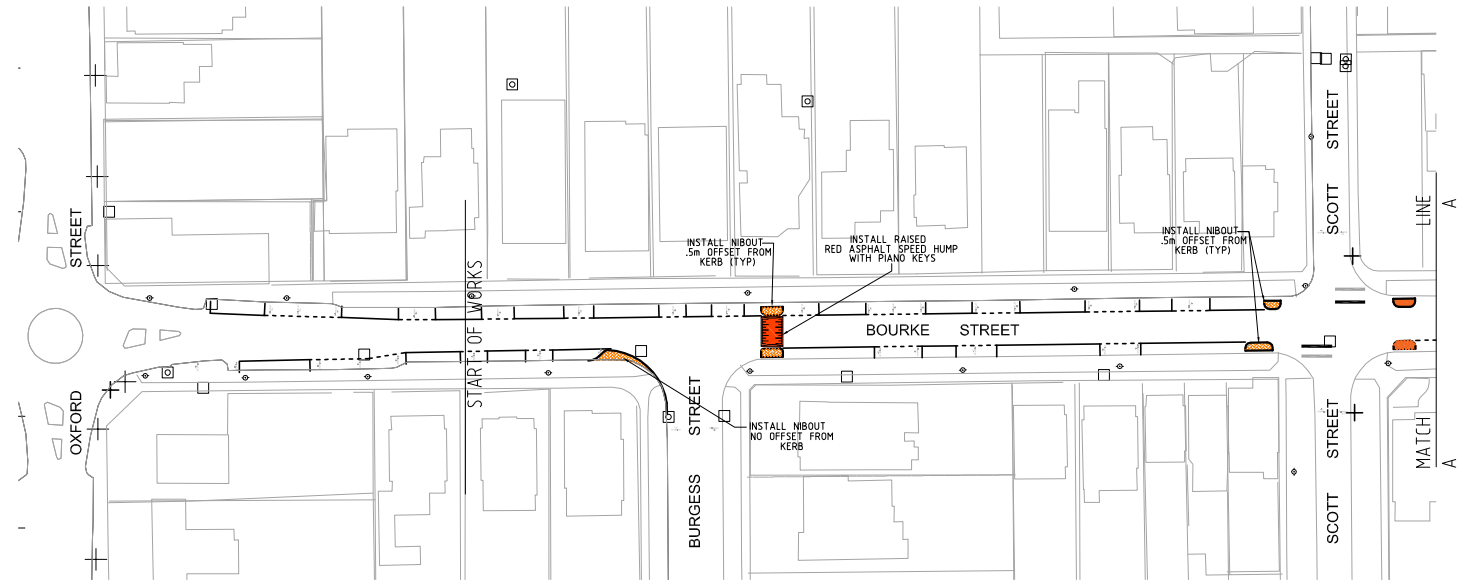 INSTALL NIBOUT
.5m OFFSET FROM
KERB (TYP)
INSTALL RAISED
RED ASPHALT SPEED HUMP
WITH PIANO KEYS
INSTALL NIBOUT
.5m OFFSET FROM
KERB (TYP)
STREET
OXFORD
START OF WORKS
BOURKE STREET
INSTALL NIBOUT
NO OFFSET FROM
KERB
STREET
BURGESS
STREET
SCOTT
STREET
SCOTT
LINE
MATCH
A
A